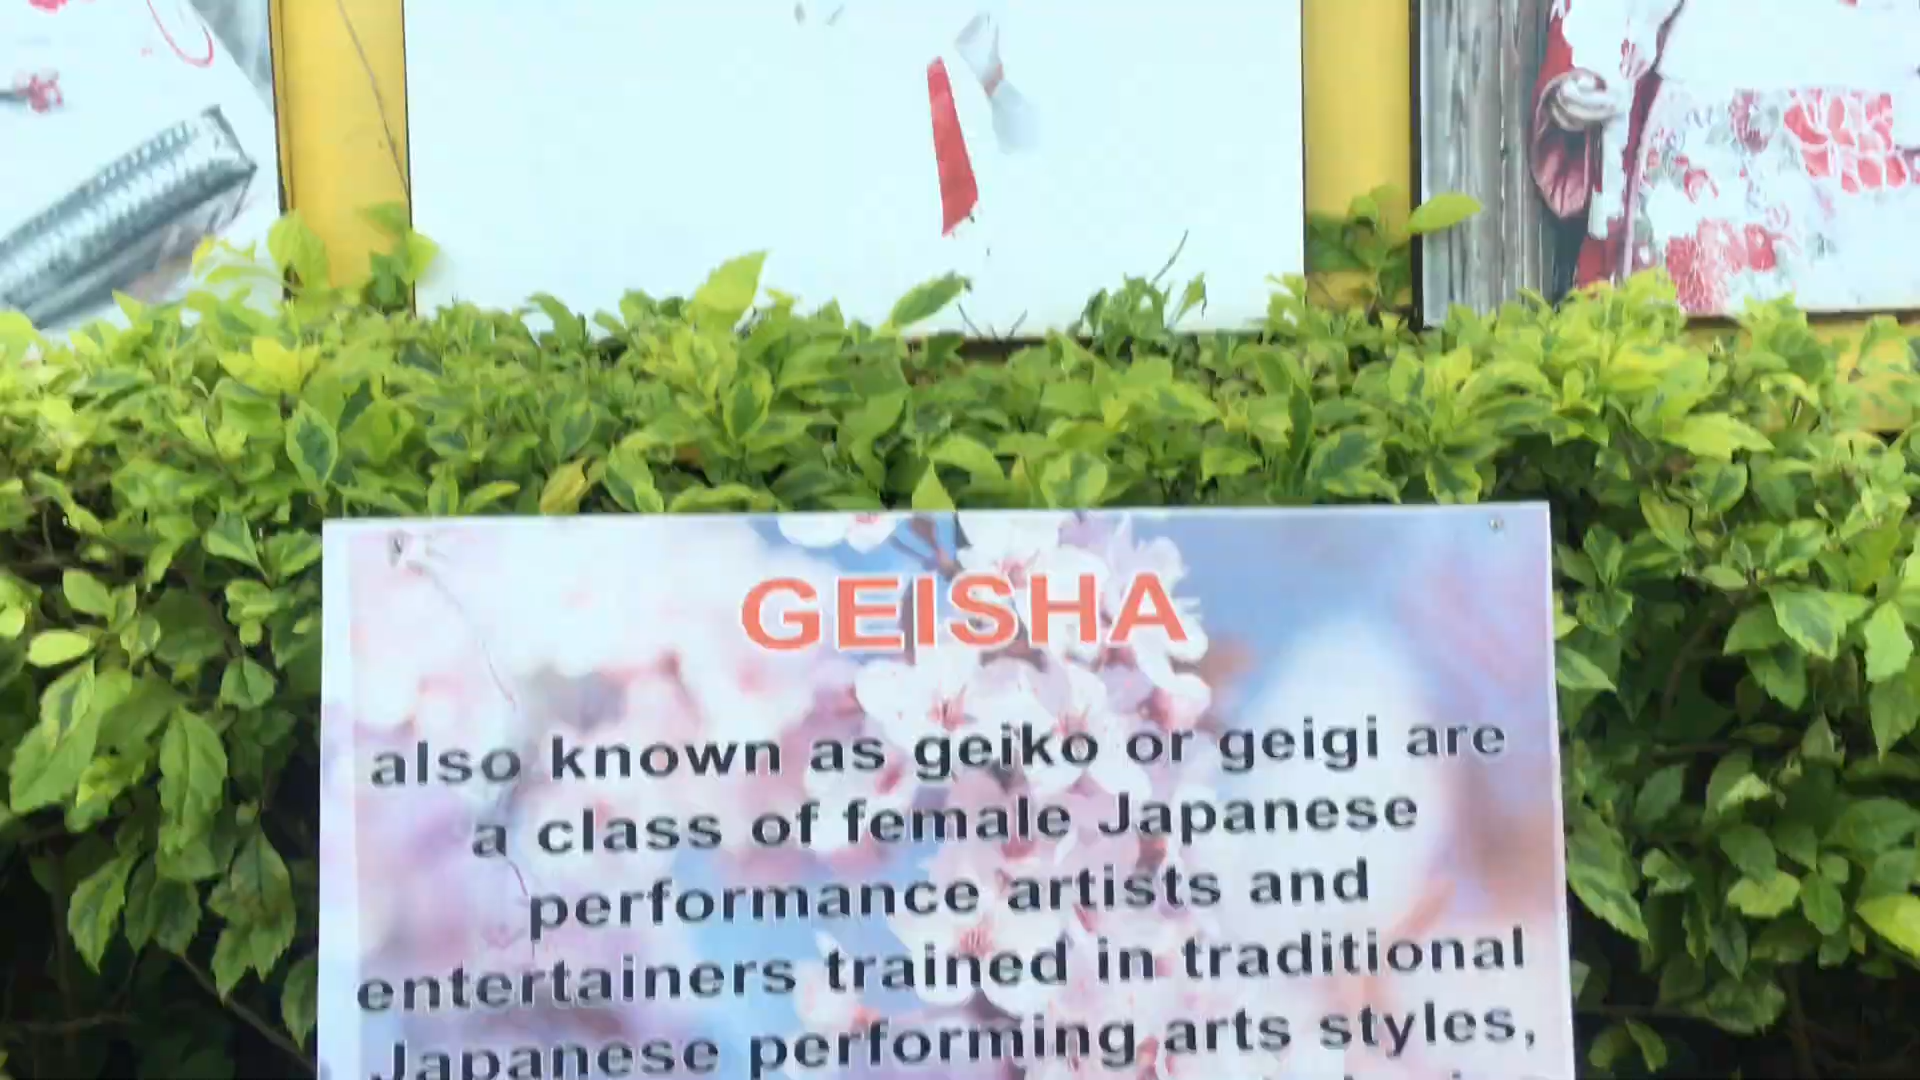 GEISHA
also known as geiko or geigi are
a class of female Japanese
performance artists and
entertainers trained in traditional
Japanese performing arts styles,